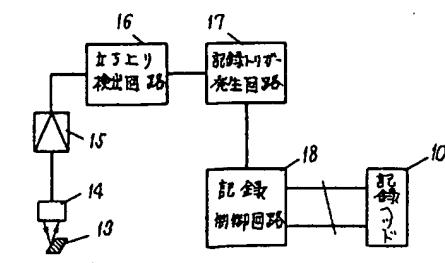 16
17
立ち上り
検出回路
記録トリガー
発生回路
15
18
10
14
記録
制御回路
記録ヘッド
13